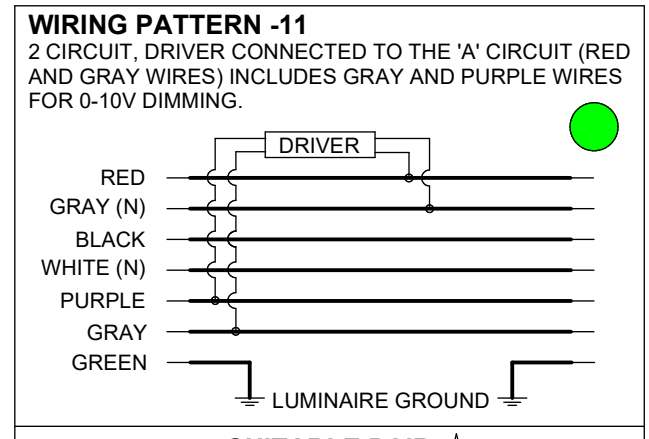 WIRING PATTERN -11
2 CIRCUIT, DRIVER CONNECTED TO THE 'A' CIRCUIT (RED
AND GRAY WIRES) INCLUDES GRAY AND PURPLE WIRES
FOR 0-10V DIMMING.
DRIVER
RED
GRAY (N)
BLACK
WHITE (N)
PURPLE
GRAY
GREEN
LUMINAIRE GROUND